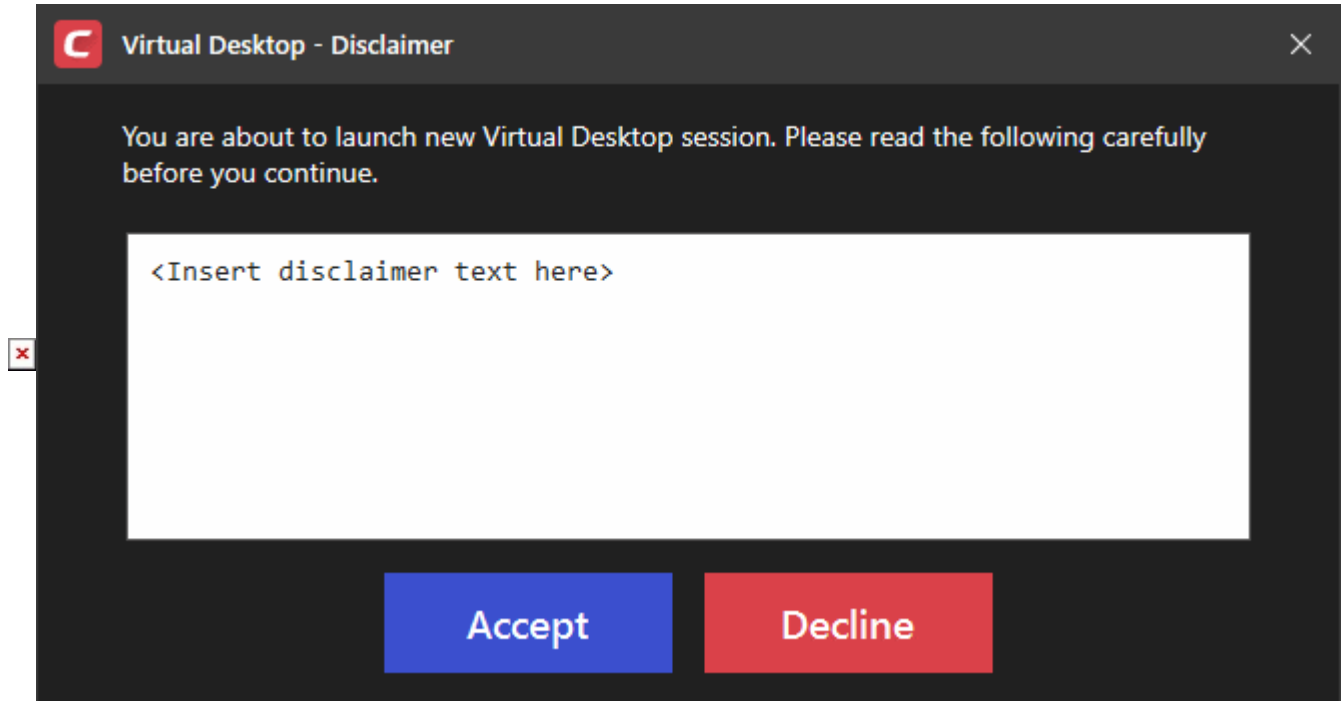 Virtual Desktop - Disclaimer
You are about to launch new Virtual Desktop session. Please read the following carefully
before you continue.
<Insert disclaimer text here>
Accept
Decline